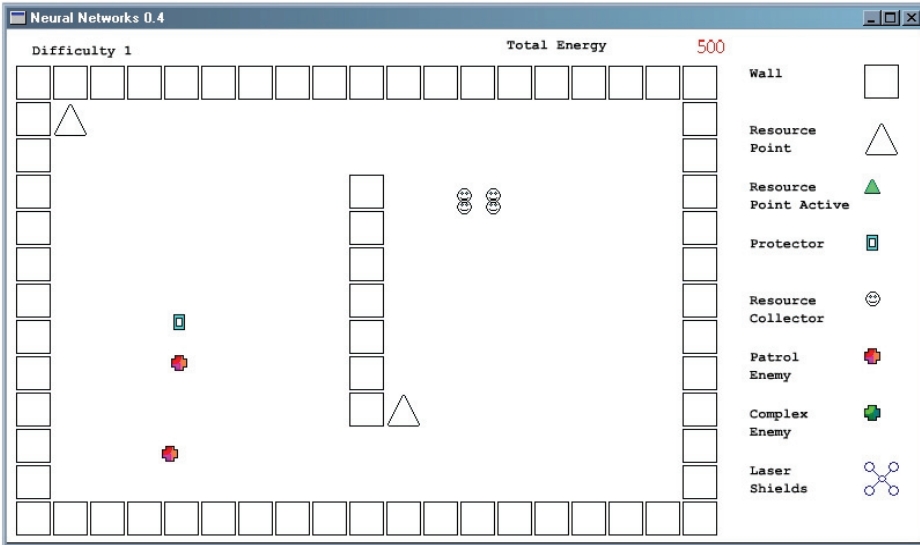 Neural Networks 0.4
Difficulty 1
Total Energy 500
Wall
Resource
Point
Resource
Point Active
Protector
Resource
Collector
Patrol
Enemy
Complex
Enemy
Laser
Shields